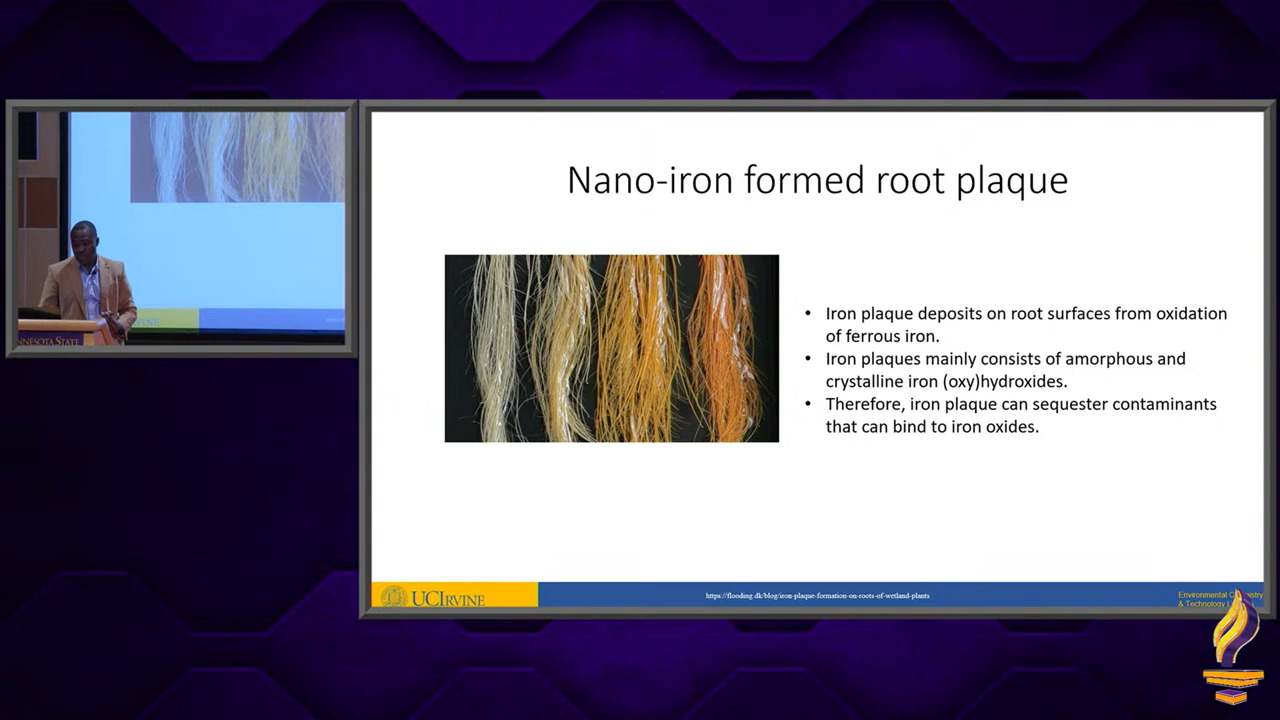 Nano-iron formed root plaque
• Iron plaque deposits on root surfaces from oxidation
of ferrous iron.
• Iron plaques mainly consists of amorphous and
crystalline iron (oxy)hydroxides.
• Therefore, iron plaque can sequester contaminants
that can bind to iron oxides.
MINNESOTA STATE
UCIRVINE
https://flooding.dk/blog/iron-plaque-formation-on-roots-of-wetland-plants
Environmental
& Technology